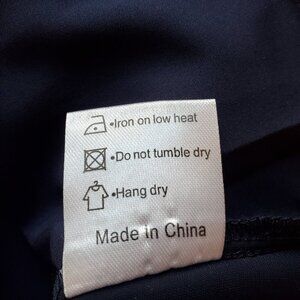 •Iron on low heat
•Do not tumble dry
•Hang dry
Made in China